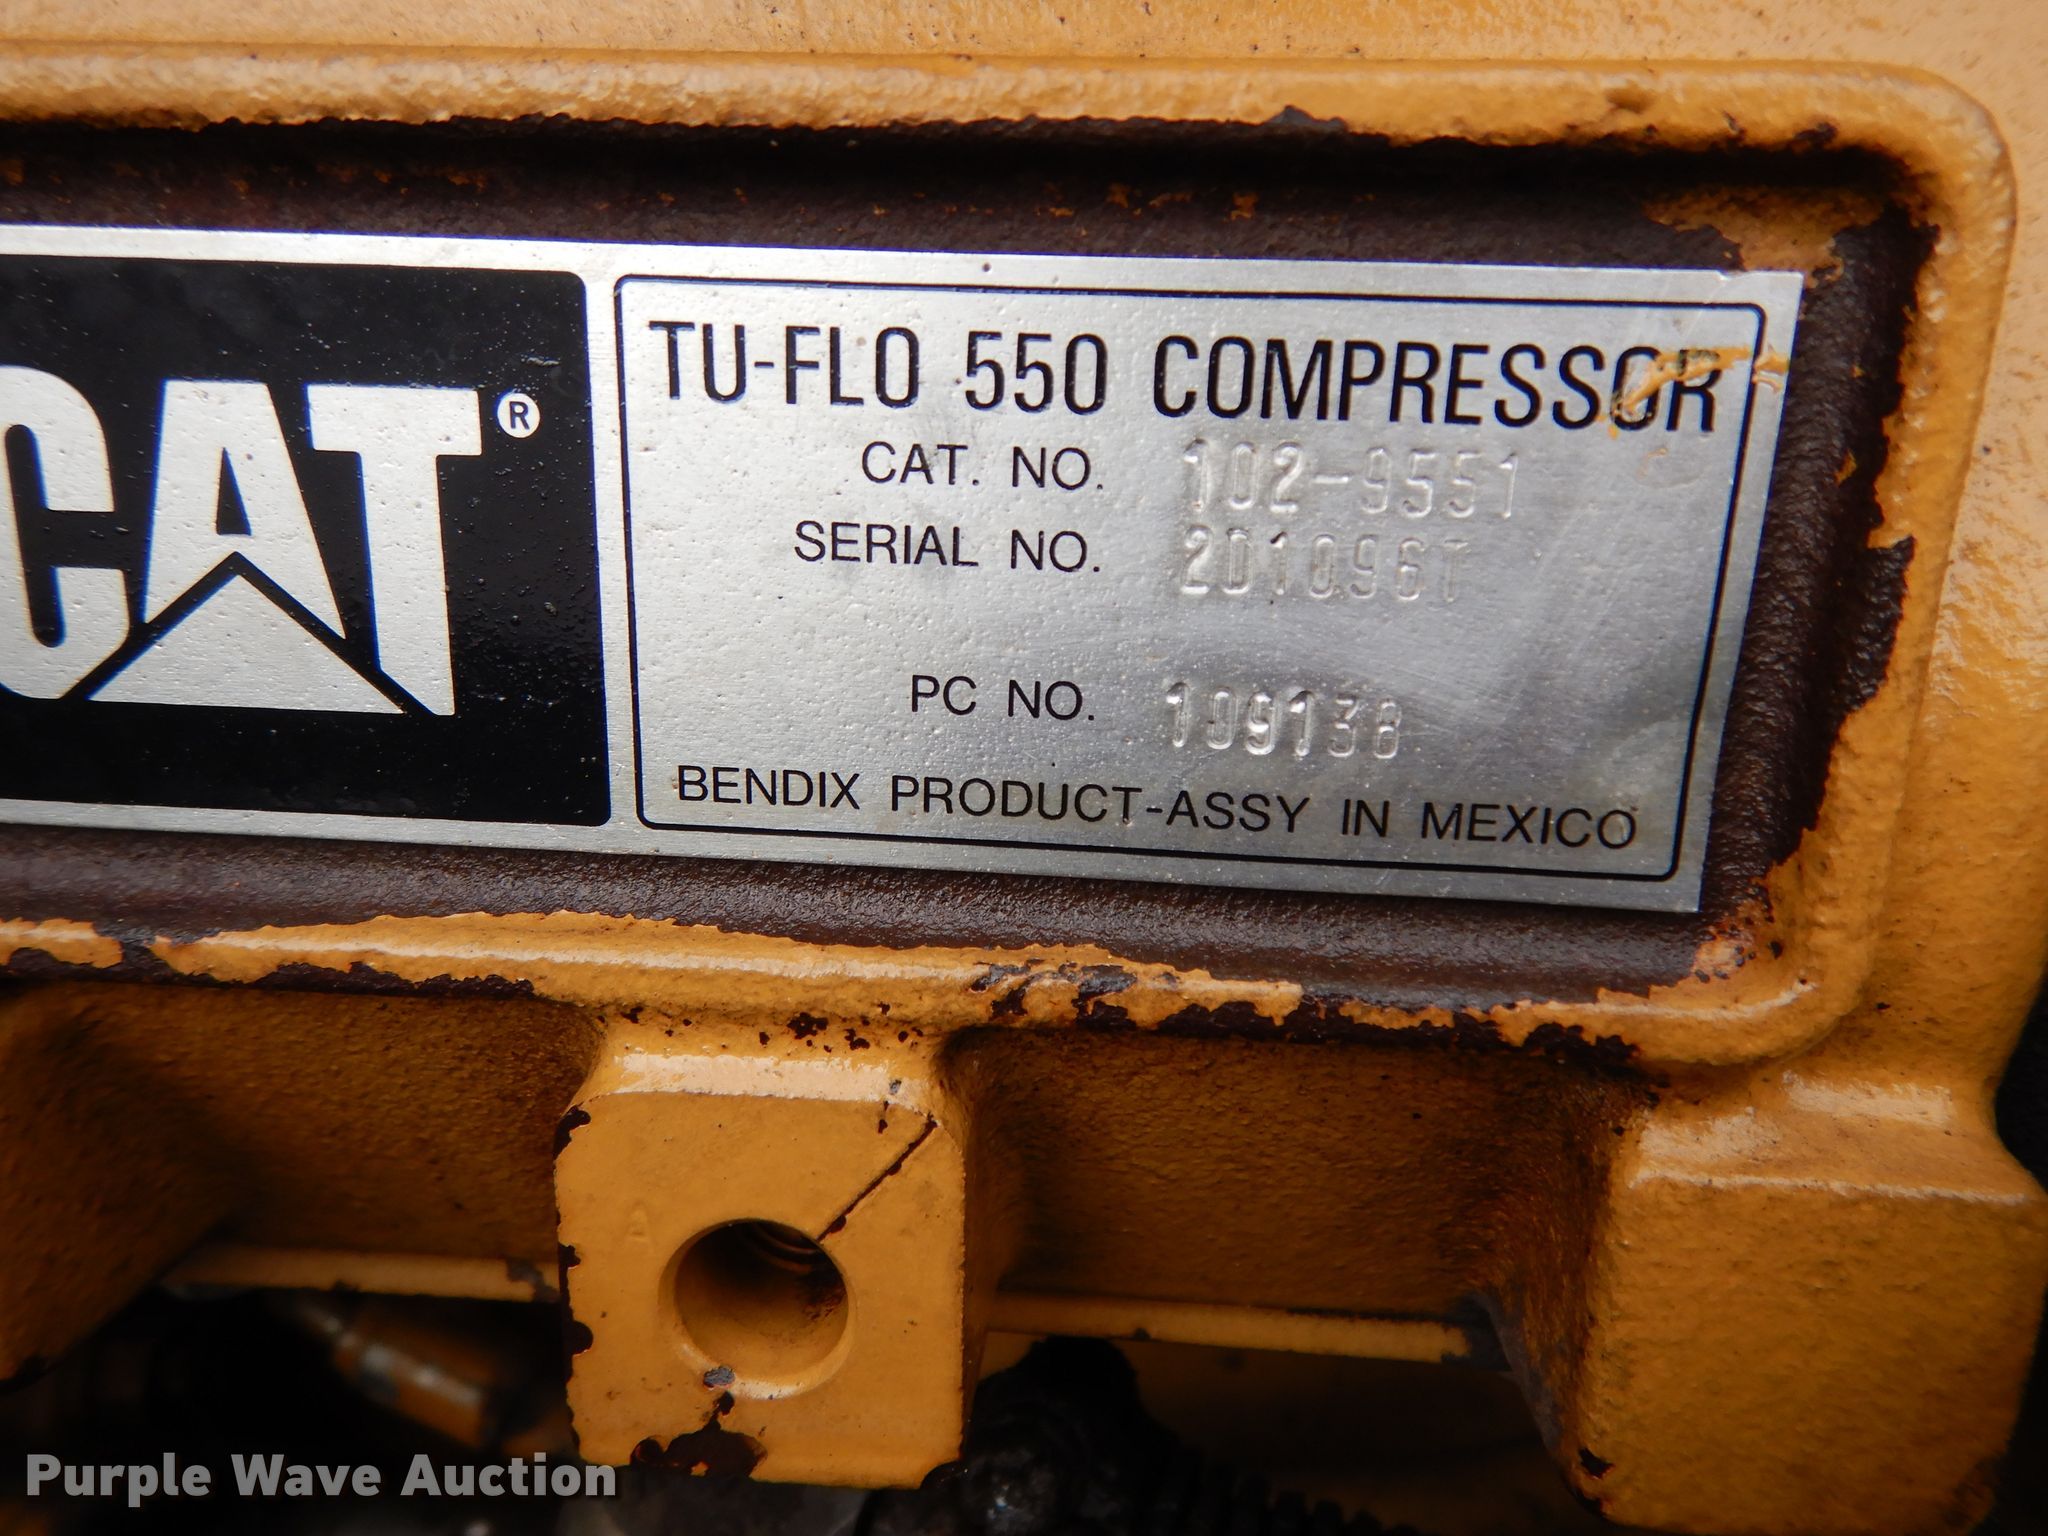 CAT®
TU-FLO 550 COMPRESSOR
CAT. NO. 102-9551
SERIAL NO. 2D1096T
PC NO. 109138
BENDIX PRODUCT-ASSY IN MEXICO
Purple Wave Auction